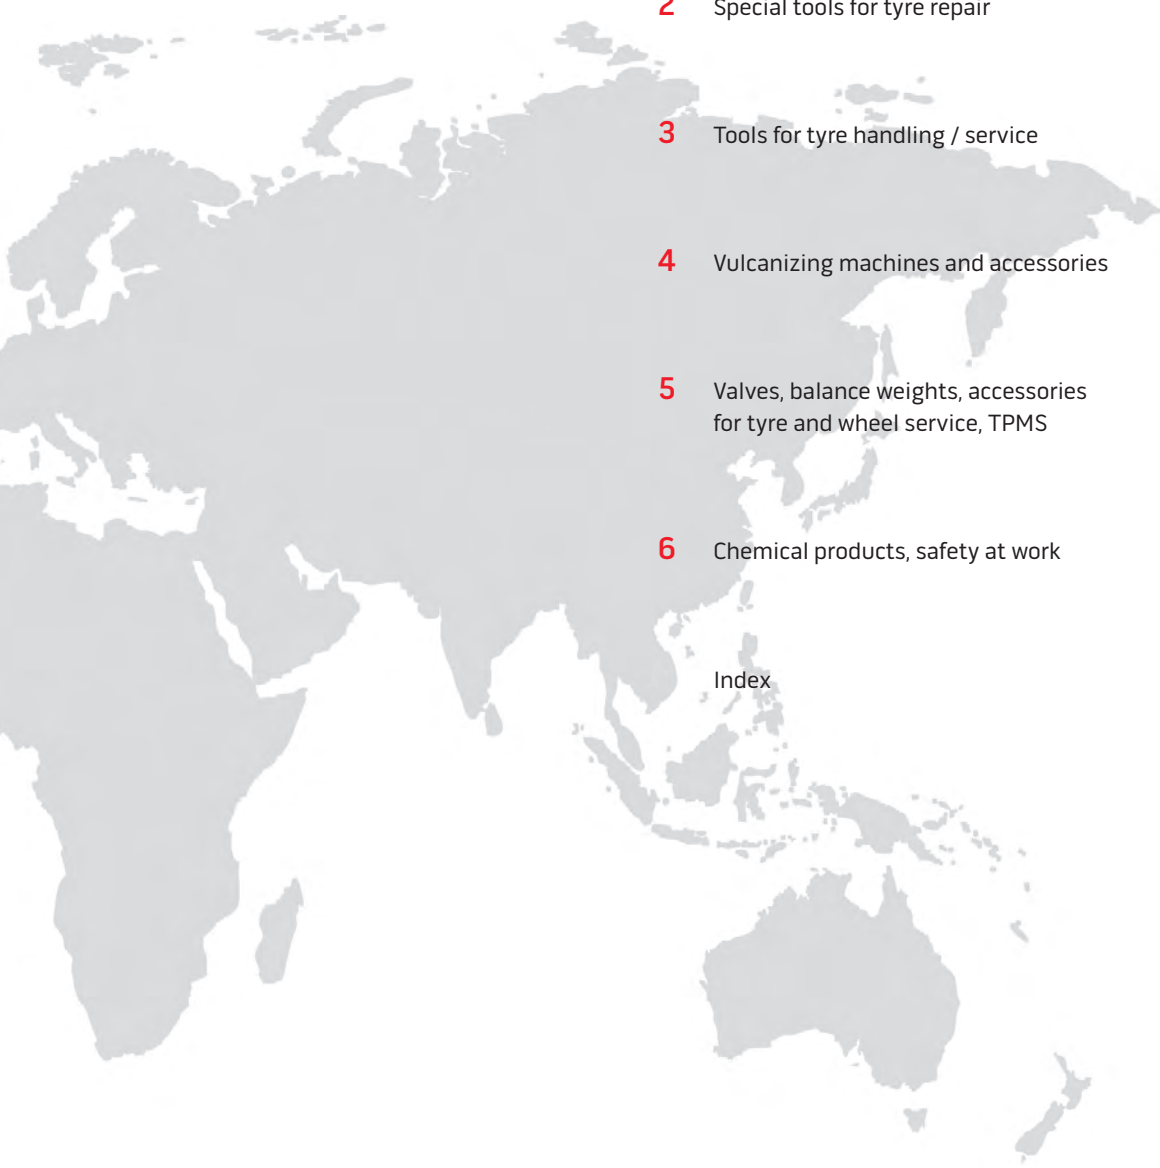 2 Special tools for tyre repair
3 Tools for tyre handling / service
4 Vulcanizing machines and accessories
5 Valves, balance weights, accessories
for tyre and wheel service, TPMS
6 Chemical products, safety at work
Index